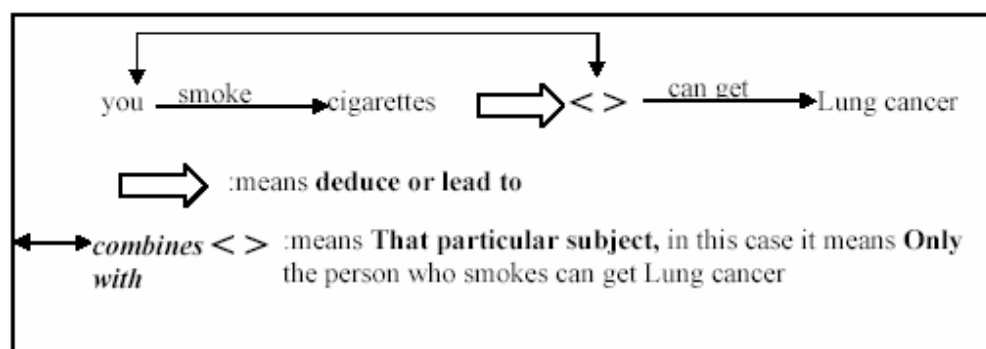 you smoke cigarettes < > can get Lung cancer
:means deduce or lead to
combines < > :means That particular subject, in this case it means Only
with the person who smokes can get Lung cancer